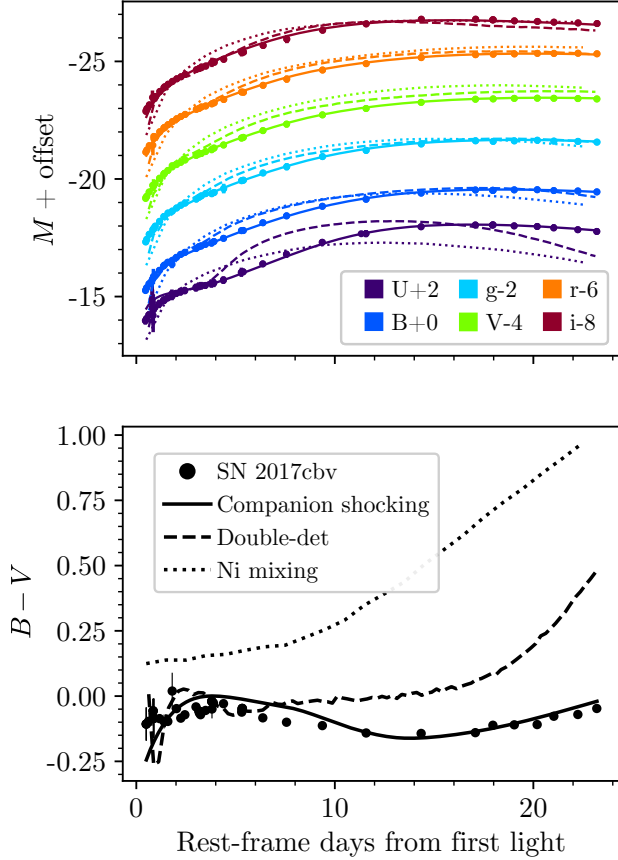 -25
-20
-15
M + offset
U+2 g-2 r-6
B+0 V-4 i-8
1.00
0.75
0.50
0.25
0.00
-0.25
B − V
SN 2017cbv
Companion shocking
Double-det
Ni mixing
0 10 20
Rest-frame days from first light